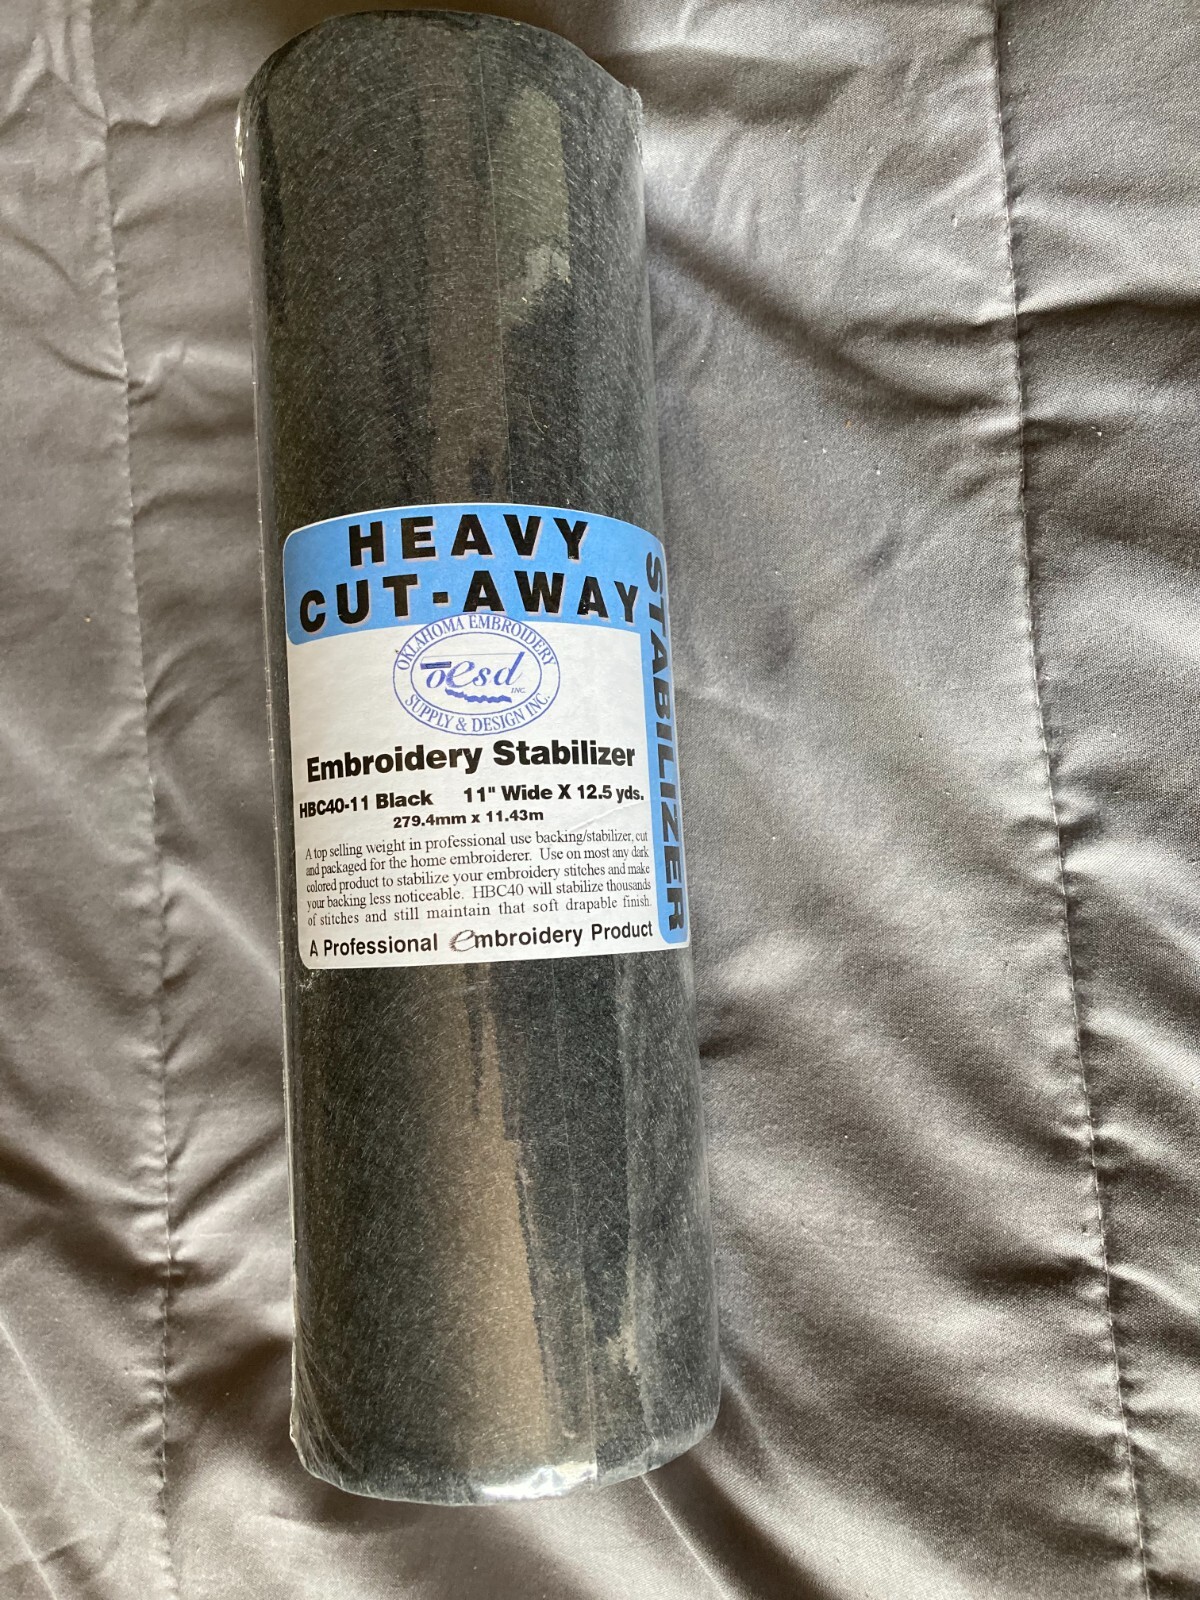 HEAVY
CUT-AWAY
STABILIZER
OKLAHOMA EMBROIDERY
oesd
INC.
SUPPLY & DESIGN INC.
Embroidery Stabilizer
HBC40-11 Black 11" Wide X 12.5 yds.
279.4mm x 11.43m
A top selling weight in professional use backing/stabilizer, cut
and packaged for the home embroiderer. Use on most any dark
colored product to stabilize your embroidery stitches and make
your backing less noticeable. HBC40 will stabilize thousands
of stitches and still maintain that soft drapable finish.
A Professional embroidery Product